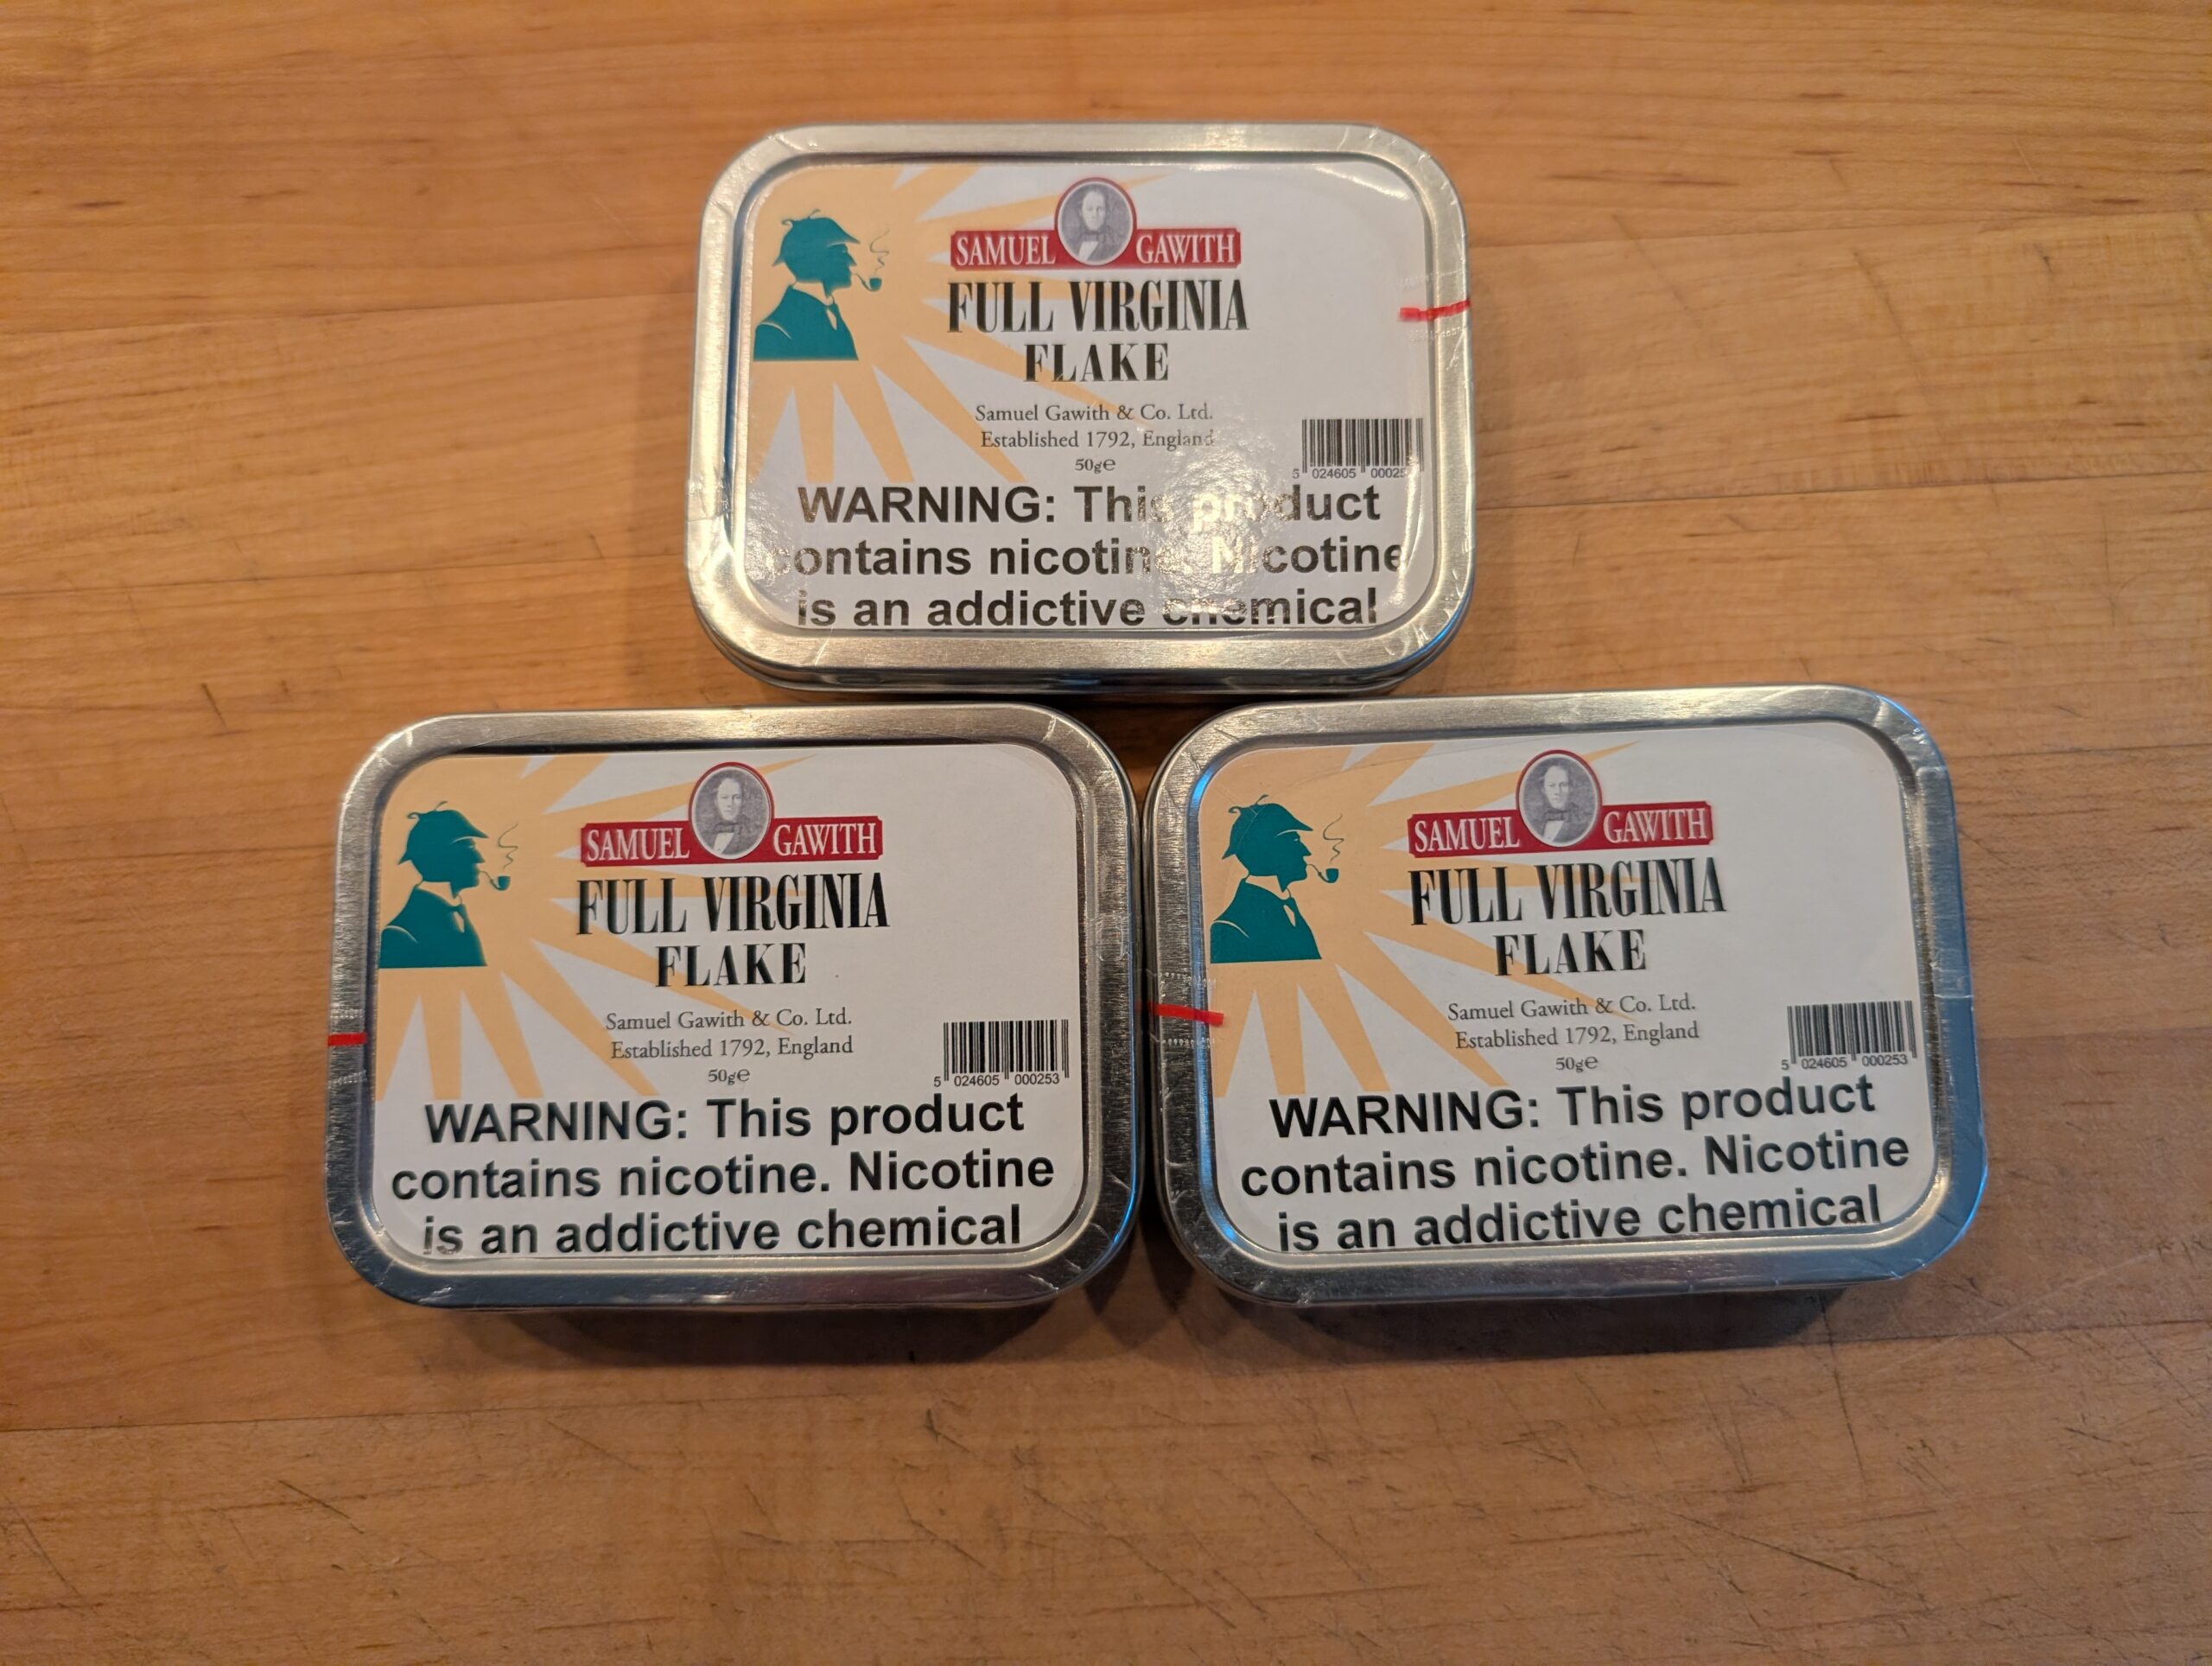 SAMUEL GAWITH
FULL VIRGINIA
FLAKE
Samuel Gawith & Co. Ltd.
Established 1792, England
50g℮
5 024605 00025
WARNING: This product
contains nicotine. Nicotine
is an addictive chemical
SAMUEL GAWITH
FULL VIRGINIA
FLAKE
Samuel Gawith & Co. Ltd.
Established 1792, England
50g℮
5 024605 000253
WARNING: This product
contains nicotine. Nicotine
is an addictive chemical
SAMUEL GAWITH
FULL VIRGINIA
FLAKE
Samuel Gawith & Co. Ltd.
Established 1792, England
50g℮
5 024605 000253
WARNING: This product
contains nicotine. Nicotine
is an addictive chemical